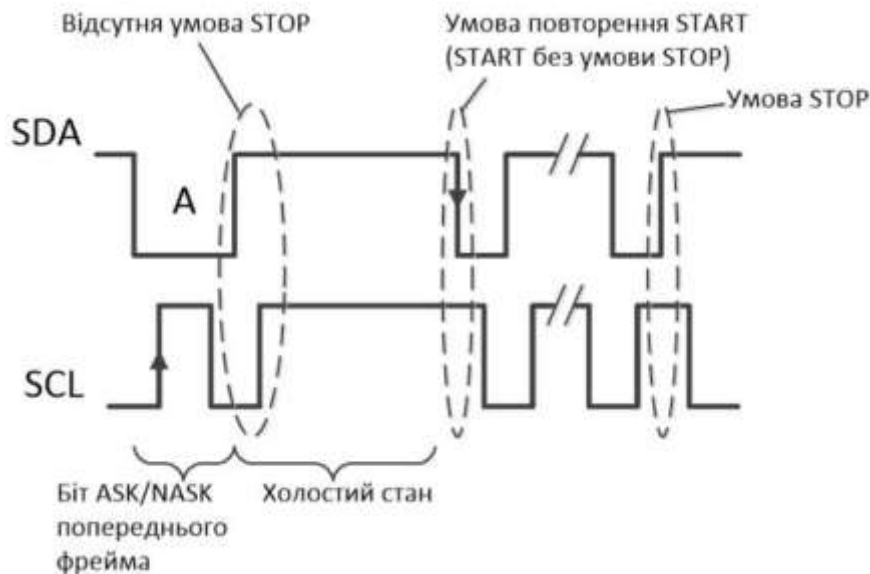 Відсутня умова STOP
Умова повторення START
(START без умови STOP)
Умова STOP
SDA
A
SCL
Біт ASK/NASK
попереднього
фрейма
Холостий стан